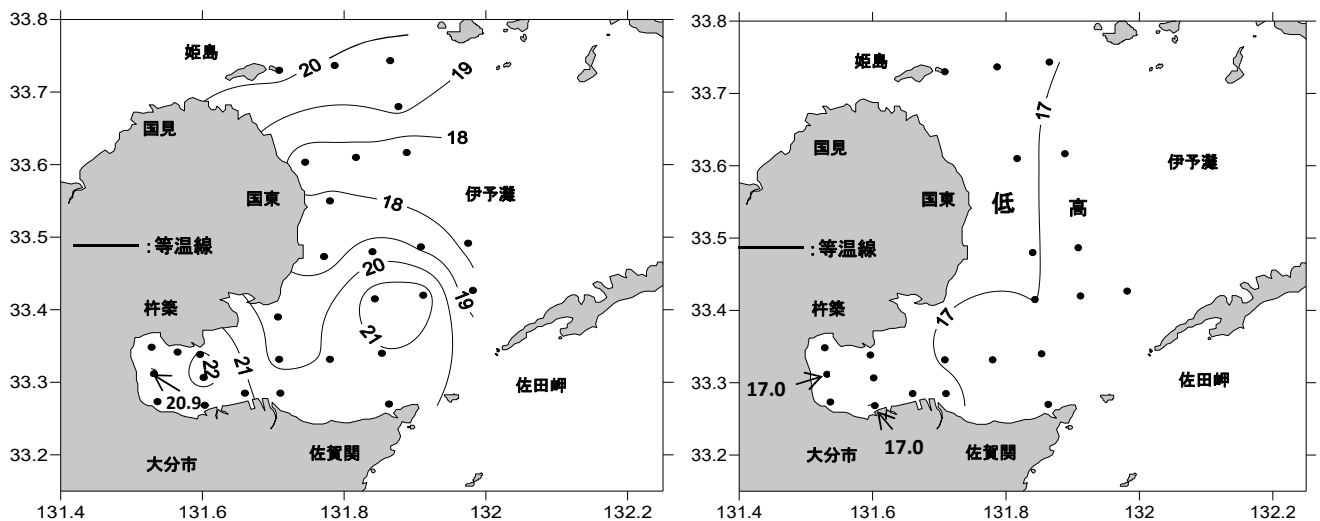 33.8
33.7
33.6
33.5
33.4
33.3
33.2
131.4
131.6
131.8
132
132.2
姫島
国見
国東
伊予灘
:等温線
杵築
大分市
佐賀関
佐田岬
20
19
18
18
20
19
21
21
22
20.9
33.8
33.7
33.6
33.5
33.4
33.3
33.2
131.4
131.6
131.8
132
132.2
姫島
国見
国東
伊予灘
低
高
:等温線
杵築
大分市
佐賀関
佐田岬
17
17
17.0
17.0